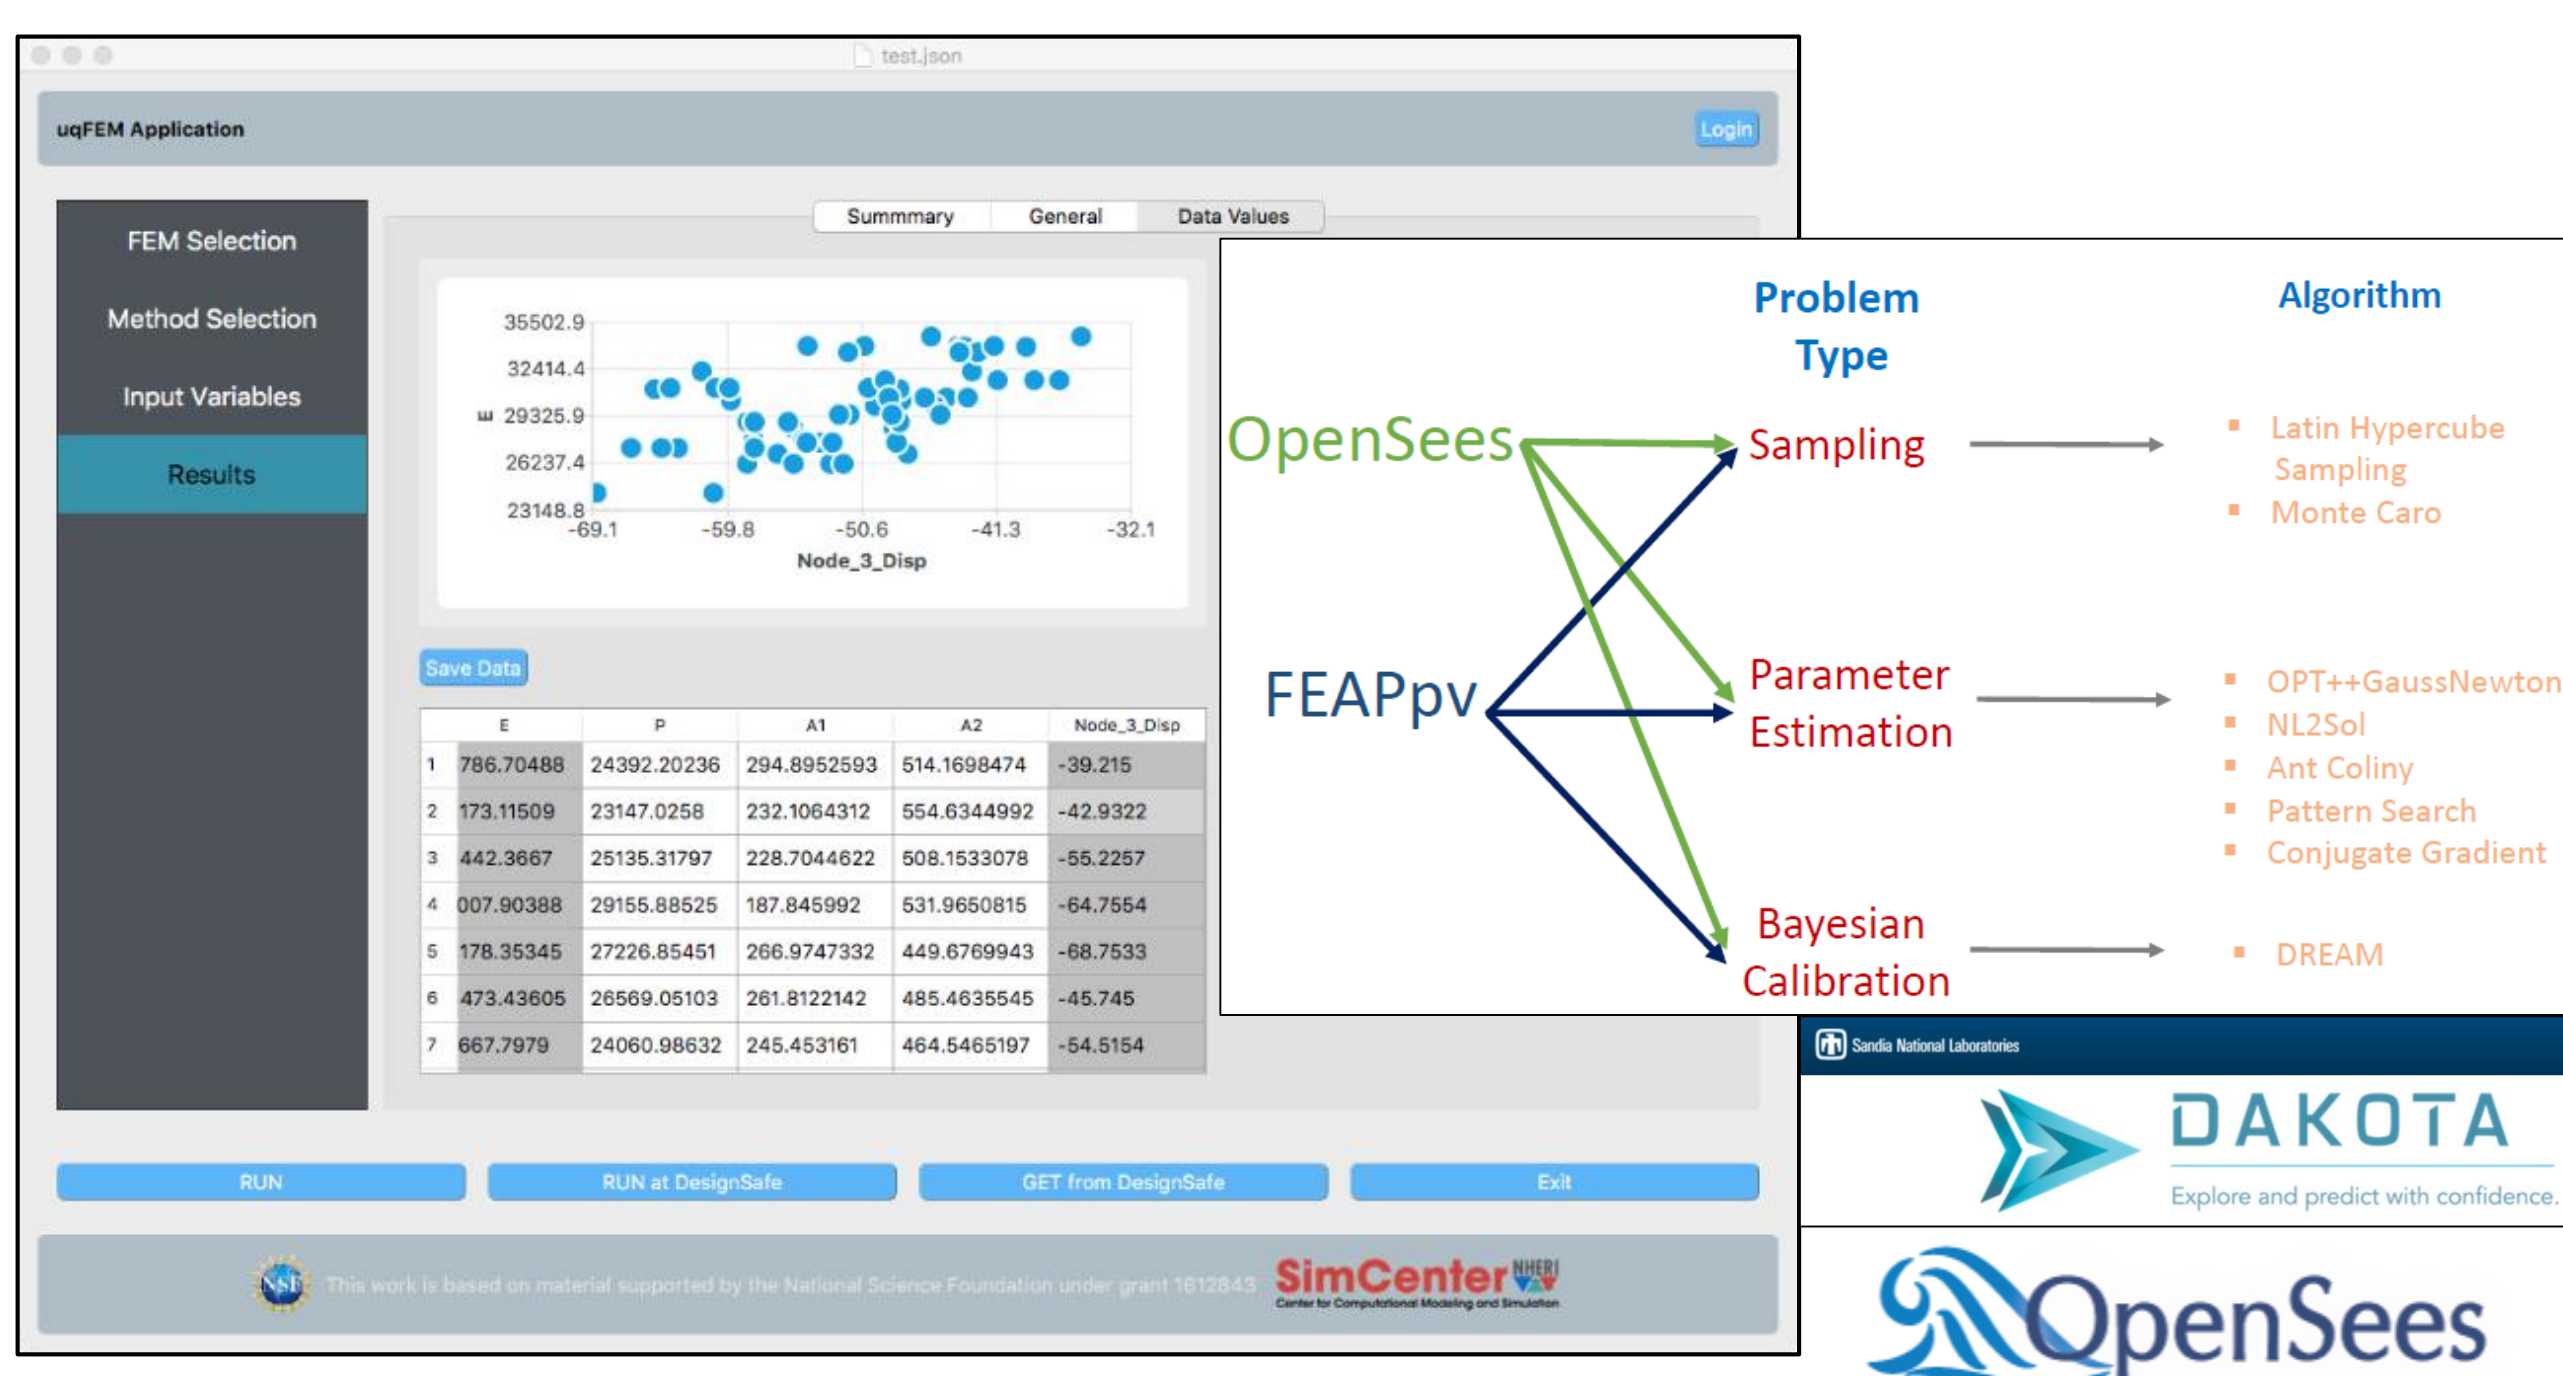 test.json
uqFEM Application
Login
FEM Selection
Method Selection
Input Variables
Results
Summmary General Data Values
35502.9
32414.4
29325.9
26237.4
23148.8
E
-69.1 -59.8 -50.6 -41.3 -32.1
Node_3_Disp
Save Data
E P A1 A2 Node_3_Disp
1 786.70488 24392.20236 294.8952593 514.1698474 -39.215
2 173.11509 23147.0258 232.1064312 554.6344992 -42.9322
3 442.3667 25135.31797 228.7044622 508.1533078 -55.2257
4 007.90388 29155.88525 187.845992 531.9650815 -64.7554
5 178.35345 27226.85451 266.9747332 449.6769943 -68.7533
6 473.43605 26569.05103 261.8122142 485.4635545 -45.745
7 667.7979 24060.98632 245.453161 464.5465197 -54.5154
RUN
RUN at DesignSafe
GET from DesignSafe
Exit
NSF
This work is based on material supported by the National Science Foundation under grant 1612843
SimCenter NHERI
Center for Computational Modeling and Simulation
Problem
Type
Algorithm
OpenSees
FEAPpv
Sampling
Parameter
Estimation
Bayesian
Calibration
▪ Latin Hypercube
Sampling
▪ Monte Caro
▪ OPT++GaussNewton
▪ NL2Sol
▪ Ant Coliny
▪ Pattern Search
▪ Conjugate Gradient
▪ DREAM
Sandia National Laboratories
DAKOTA
Explore and predict with confidence.
OpenSees